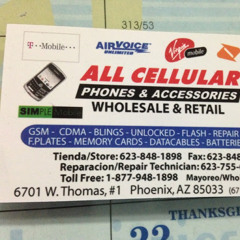 313/53
T · · Mobile ·
AIRVOICE
UNLIMITED
Virgin
mobile
ALL CELLULAR
PHONES & ACCESSORIES
SIMPLE
WHOLESALE & RETAIL
GSM - CDMA - BLINGS - UNLOCKED - FLASH - REPAIR
F.PLATES - MEMORY CARDS - DATACABLES - BATTERIE
Tienda/Store: 623-848-1898 Fax: 623-848
Reparacion/Repair Technician: 623-755-
Toll Free: 1-877-948-1898 Mayoreo/Who
6701 W. Thomas, #1 Phoenix, AZ 85033 (6
THANKSGI